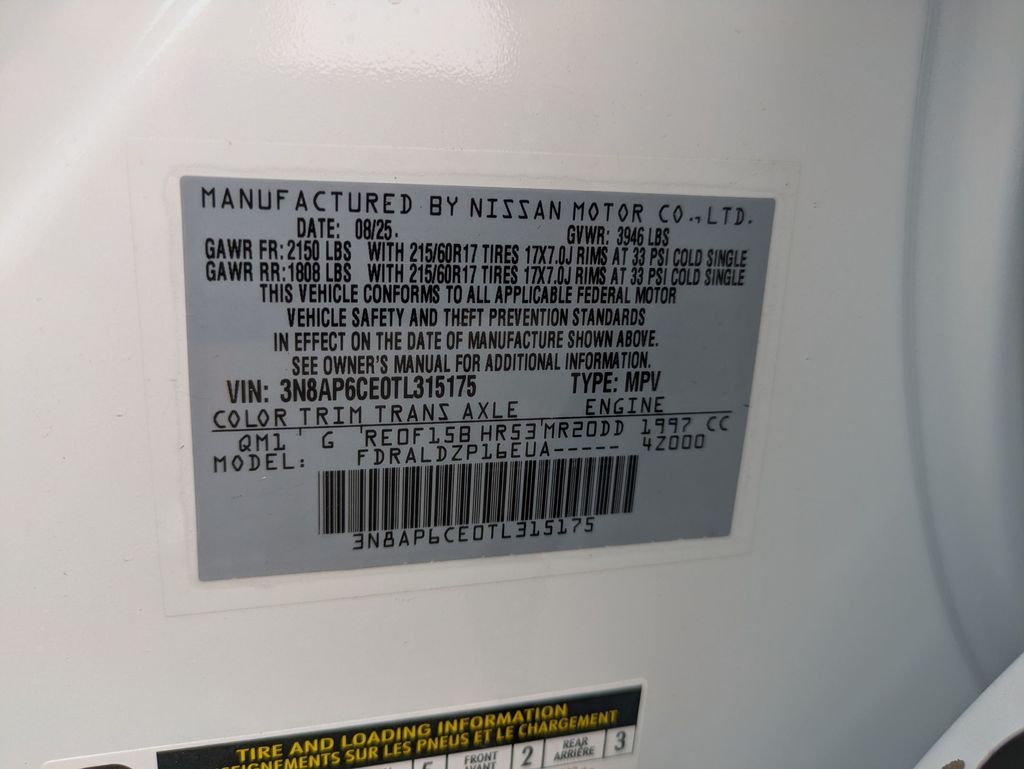 MANUFACTURED BY NISSAN MOTOR CO., LTD.
DATE: 08/25. GVWR: 3946 LBS
GAWR FR: 2150 LBS WITH 215/60R17 TIRES 17X7.0J RIMS AT 33 PSI COLD SINGLE
GAWR RR: 1808 LBS WITH 215/60R17 TIRES 17X7.0J RIMS AT 33 PSI COLD SINGLE
THIS VEHICLE CONFORMS TO ALL APPLICABLE FEDERAL MOTOR
VEHICLE SAFETY AND THEFT PREVENTION STANDARDS
IN EFFECT ON THE DATE OF MANUFACTURE SHOWN ABOVE.
SEE OWNER'S MANUAL FOR ADDITIONAL INFORMATION.
VIN: 3N8AP6CE0TL315175 TYPE: MPV
COLOR TRIM TRANS AXLE ENGINE
QM1 G RE0F15B HR53 MR20DD 1997 CC
MODEL: FDRALDZP16EUA----- 4Z000
3N8AP6CE0TL315175
TIRE AND LOADING INFORMATION
SUR LES PNEUS ET LE CHARGEMENT
FRONT 2 REAR 3
ARRIÈRE